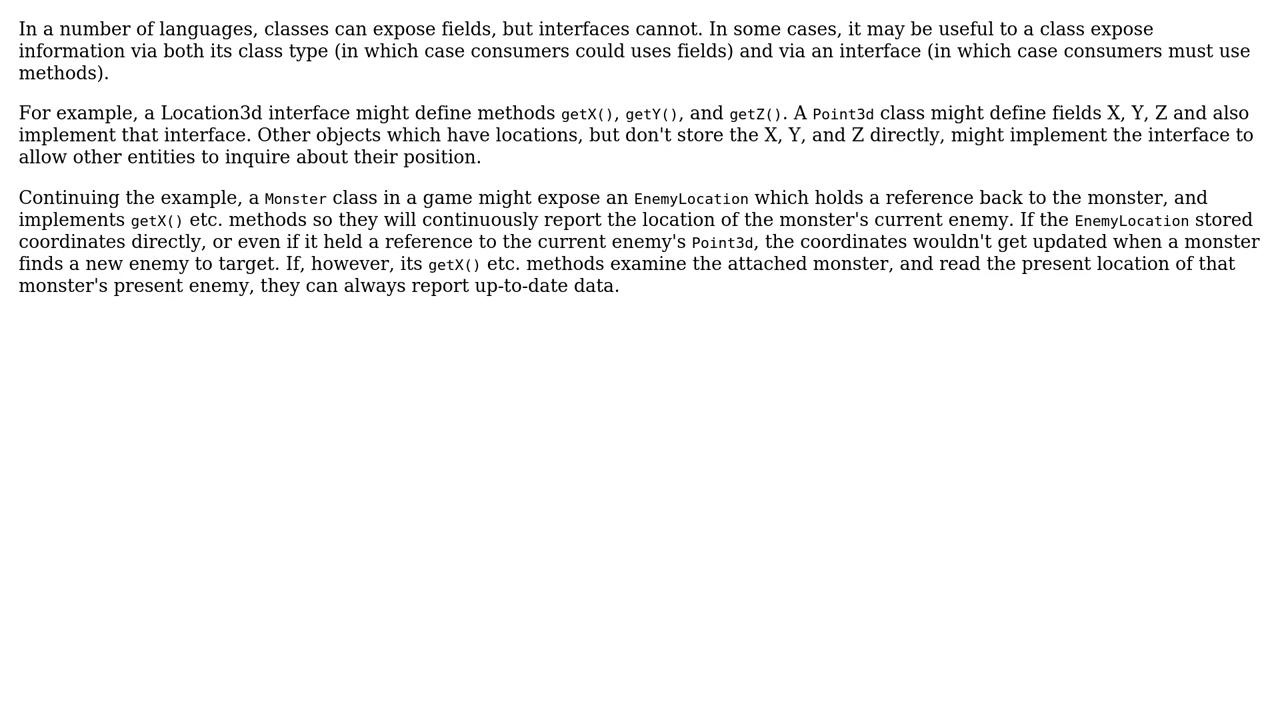 In a number of languages, classes can expose fields, but interfaces cannot. In some cases, it may be useful to a class expose
information via both its class type (in which case consumers could uses fields) and via an interface (in which case consumers must use
methods).
For example, a Location3d interface might define methods getX(), getY(), and getZ(). A Point3d class might define fields X, Y, Z and also
implement that interface. Other objects which have locations, but don't store the X, Y, and Z directly, might implement the interface to
allow other entities to inquire about their position.
Continuing the example, a Monster class in a game might expose an EnemyLocation which holds a reference back to the monster, and
implements getX() etc. methods so they will continuously report the location of the monster's current enemy. If the EnemyLocation stored
coordinates directly, or even if it held a reference to the current enemy's Point3d, the coordinates wouldn't get updated when a monster
finds a new enemy to target. If, however, its getX() etc. methods examine the attached monster, and read the present location of that
monster's present enemy, they can always report up-to-date data.